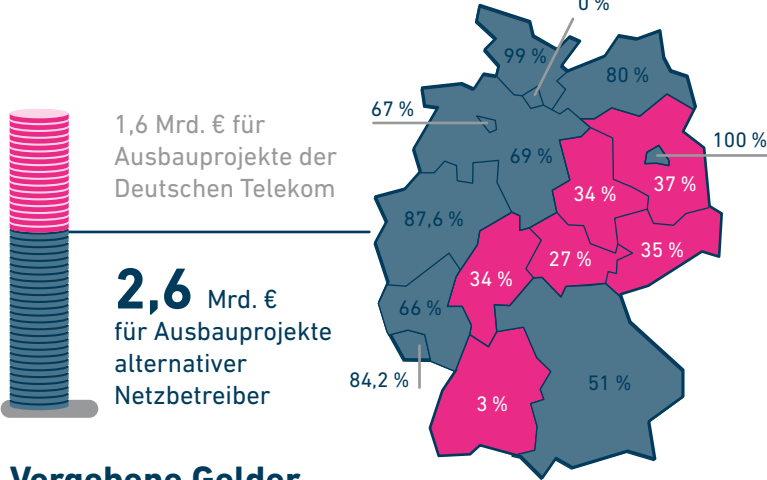 0 %
99 %
80 %
67 %
1,6 Mrd. € für
Ausbauprojekte der
Deutschen Telekom
100 %
69 %
37 %
34 %
87,6 %
35 %
27 %
34 %
2,6 Mrd. €
für Ausbauprojekte
alternativer
Netzbetreiber
66 %
84,2 %
51 %
3 %
Vergebene Gelder